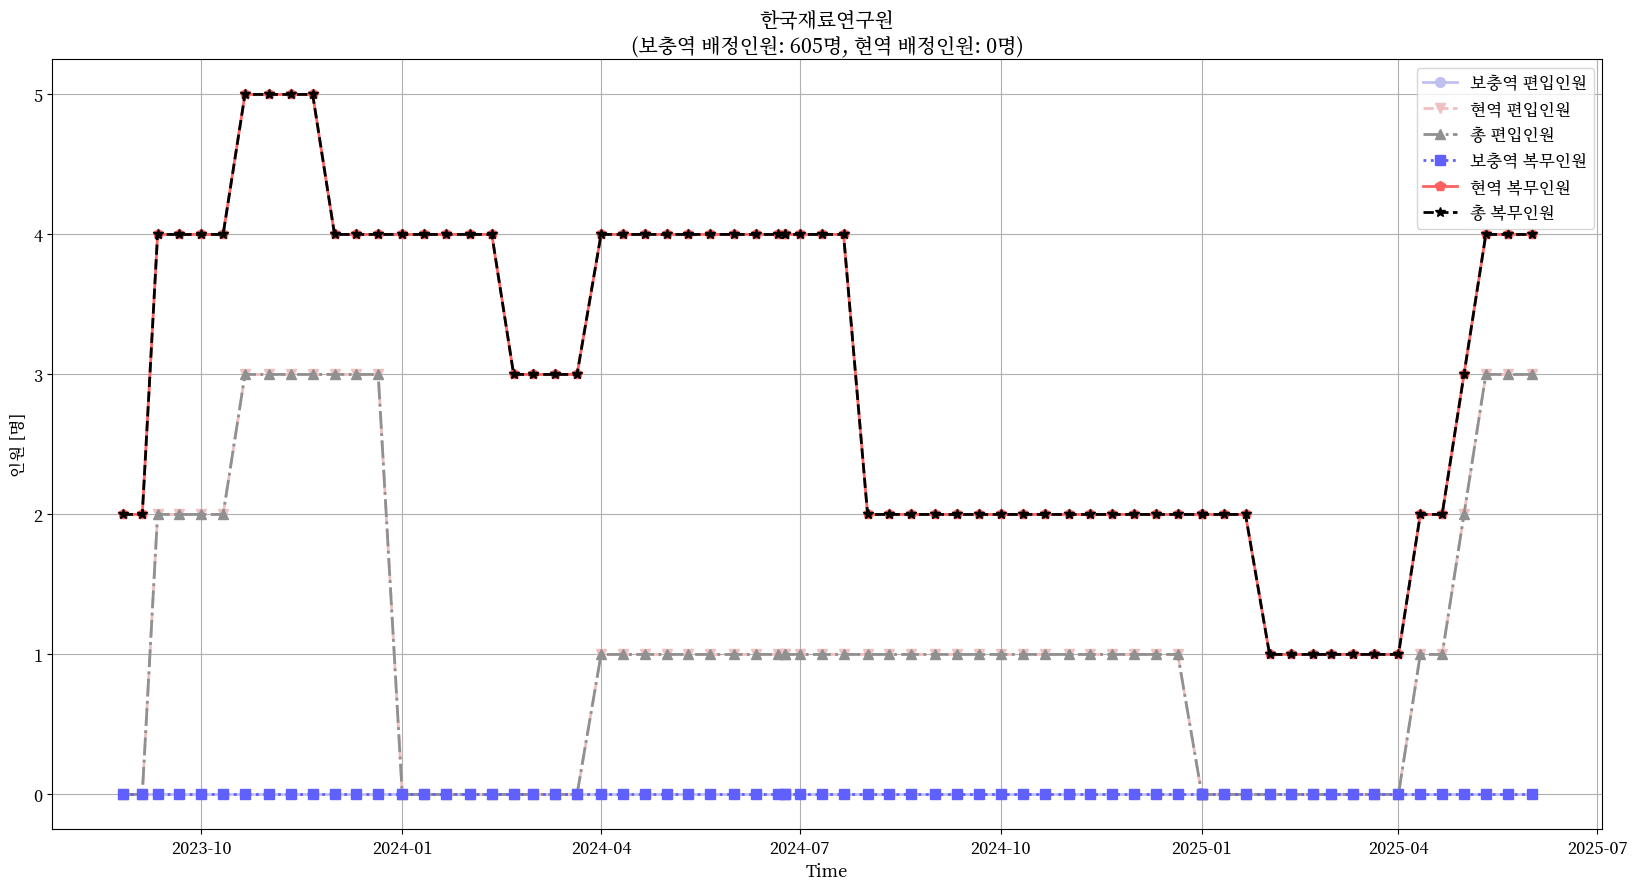 한국재료연구원
(보충역 배정인원: 605명, 현역 배정인원: 0명)
보충역 편입인원
현역 편입인원
총 편입인원
보충역 복무인원
현역 복무인원
총 복무인원
인원 [명]
5
4
3
2
1
0
2023-10
2024-01
2024-04
2024-07
2024-10
2025-01
2025-04
2025-07
Time